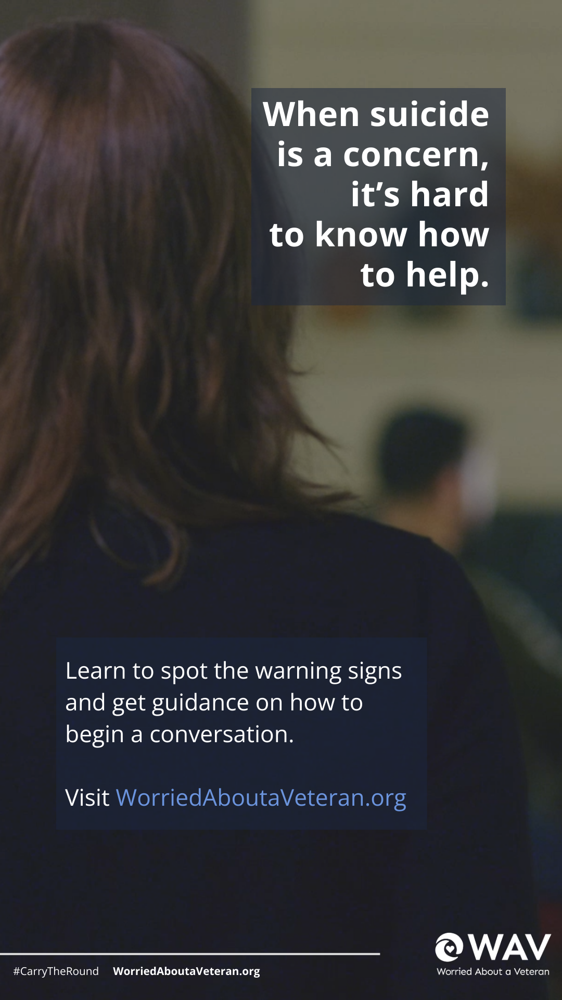 When suicide
is a concern,
it’s hard
to know how
to help.
Learn to spot the warning signs
and get guidance on how to
begin a conversation.
Visit WorriedAboutaVeteran.org
#CarryTheRound WorriedAboutaVeteran.org
WAV
Worried About a Veteran